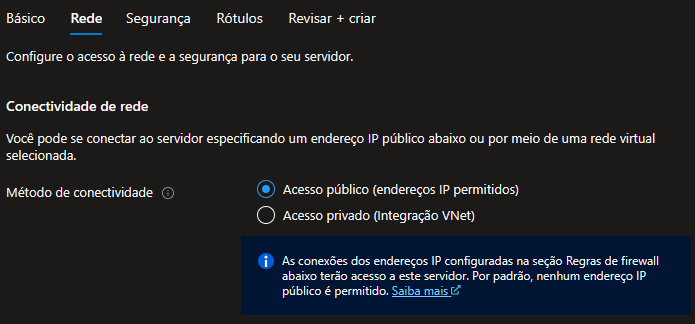 Básico Rede Segurança Rótulos Revisar + criar
Configure o acesso à rede e a segurança para o seu servidor.
Conectividade de rede
Você pode se conectar ao servidor especificando um endereço IP público abaixo ou por meio de uma rede virtual
selecionada.
Método de conectividade
Acesso público (endereços IP permitidos)
Acesso privado (Integração VNet)
As conexões dos endereços IP configuradas na seção Regras de firewall
abaixo terão acesso a este servidor. Por padrão, nenhum endereço IP
público é permitido. Saiba mais